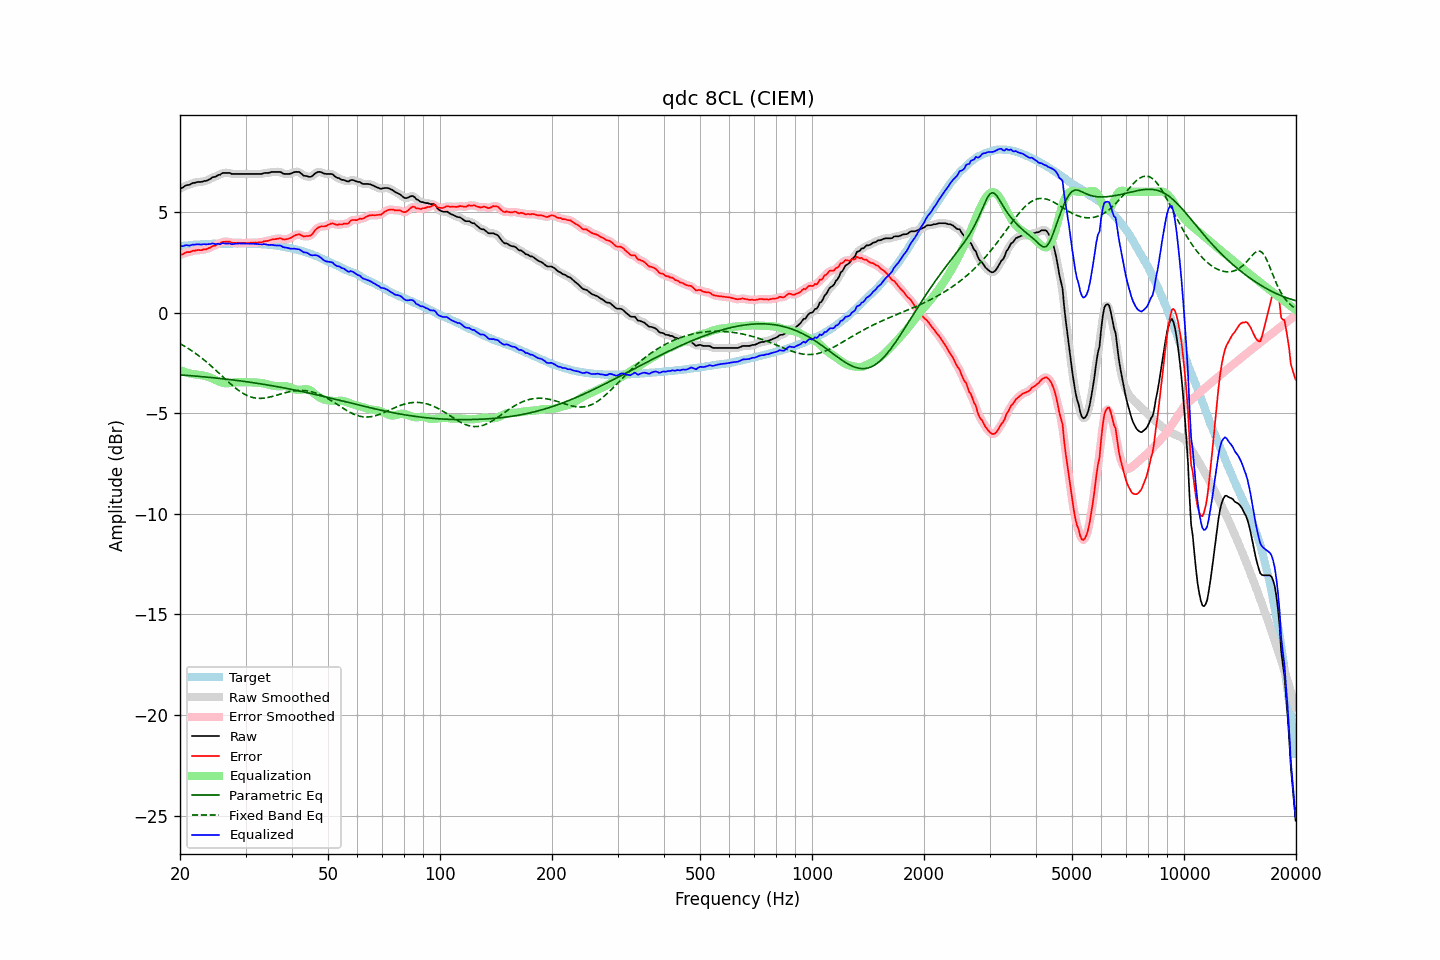 qdc 8CL (CIEM)
Amplitude (dBr)
5
0
−5
−10
−15
−20
−25
Target
Raw Smoothed
Error Smoothed
Raw
Error
Equalization
Parametric Eq
Fixed Band Eq
Equalized
20 50 100 200 500 1000 2000 5000 10000 20000
Frequency (Hz)